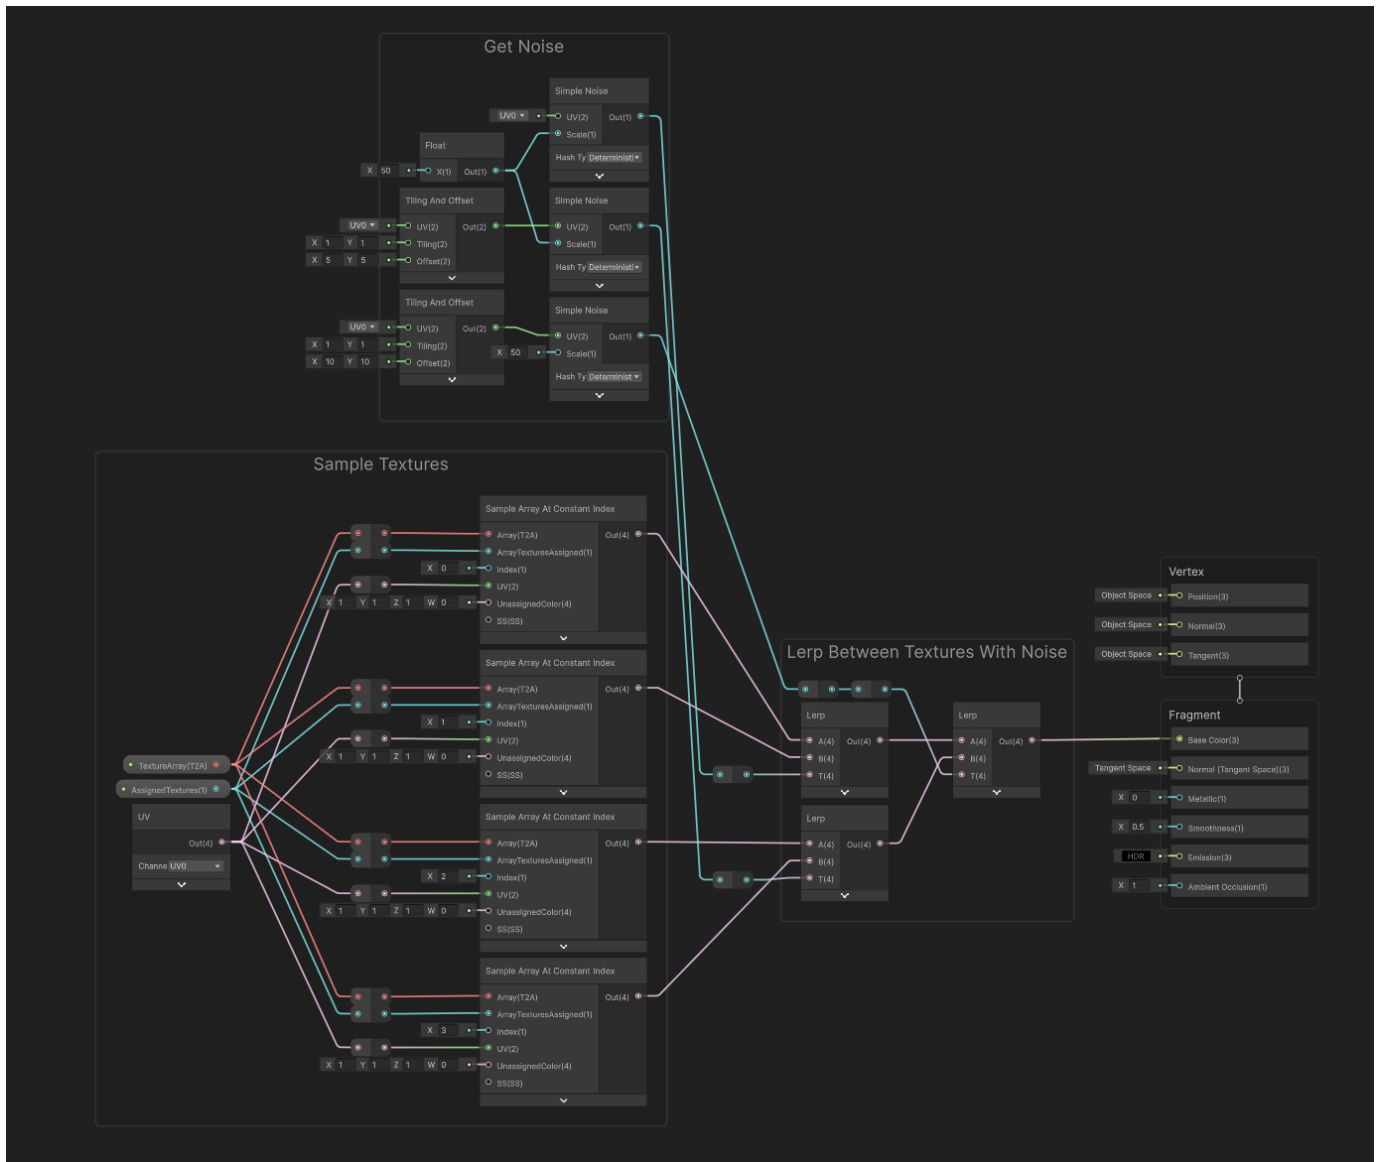 Get Noise
Simple Noise
UV0 UV(2) Out(1)
Scale(1)
Hash Ty Deterministi
Float
X 50 X(1) Out(1)
Tiling And Offset
UV0 UV(2) Out(2)
X 1 Y 1 Tiling(2)
X 5 Y 5 Offset(2)
Simple Noise
UV(2) Out(1)
Scale(1)
Hash Ty Deterministi
Tiling And Offset
UV0 UV(2) Out(2)
X 1 Y 1 Tiling(2)
X 10 Y 10 Offset(2)
Simple Noise
UV(2) Out(1)
X 50 Scale(1)
Hash Ty Determinist
Sample Textures
TextureArray(T2A)
AssignedTextures(1)
UV
Out(4)
Channe UV0
Sample Array At Constant Index
Array(T2A) Out(4)
ArrayTexturesAssigned(1)
X 0 Index(1)
UV(2)
X 1 Y 1 Z 1 W 0 UnassignedColor(4)
SS(SS)
Sample Array At Constant Index
Array(T2A) Out(4)
ArrayTexturesAssigned(1)
X 1 Index(1)
UV(2)
X 1 Y 1 Z 1 W 0 UnassignedColor(4)
SS(SS)
Sample Array At Constant Index
Array(T2A) Out(4)
ArrayTexturesAssigned(1)
X 2 Index(1)
UV(2)
X 1 Y 1 Z 1 W 0 UnassignedColor(4)
SS(SS)
Sample Array At Constant Index
Array(T2A) Out(4)
ArrayTexturesAssigned(1)
X 3 Index(1)
UV(2)
X 1 Y 1 Z 1 W 0 UnassignedColor(4)
SS(SS)
Lerp Between Textures With Noise
Lerp
A(4) Out(4)
B(4)
T(4)
Lerp
A(4) Out(4)
B(4)
T(4)
Lerp
A(4) Out(4)
B(4)
T(4)
Vertex
Object Space Position(3)
Object Space Normal(3)
Object Space Tangent(3)
Fragment
Base Color(3)
Tangent Space Normal (Tangent Space)(3)
X 0 Metallic(1)
X 0.5 Smoothness(1)
HDR Emission(3)
X 1 Ambient Occlusion(1)